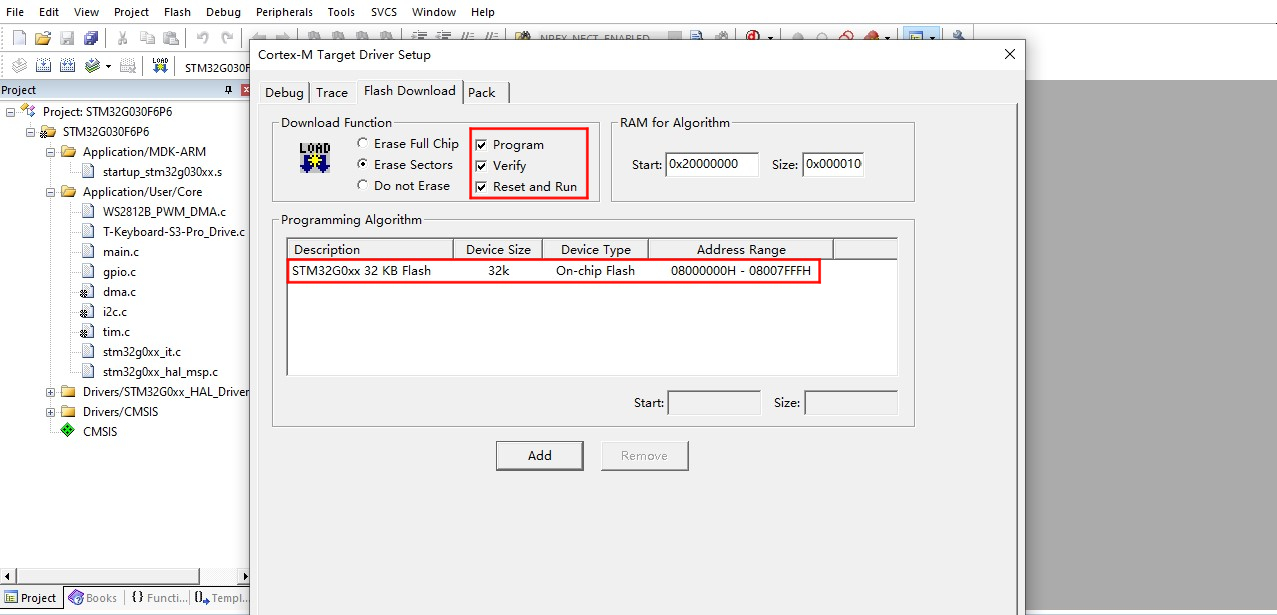 File Edit View Project Flash Debug Peripherals Tools SVCS Window Help
STM32G030F
Project
Project: STM32G030F6P6
STM32G030F6P6
Application/MDK-ARM
startup_stm32g030xx.s
Application/User/Core
WS2812B_PWM_DMA.c
T-Keyboard-S3-Pro_Drive.c
main.c
gpio.c
dma.c
i2c.c
tim.c
stm32g0xx_it.c
stm32g0xx_hal_msp.c
Drivers/STM32G0xx_HAL_Driver
Drivers/CMSIS
CMSIS
Project Books {} Functi... Templ...
Cortex-M Target Driver Setup
Debug Trace Flash Download Pack
Download Function
LOAD
Erase Full Chip
Erase Sectors
Do not Erase
Program
Verify
Reset and Run
RAM for Algorithm
Start: 0x20000000 Size: 0x000010
Programming Algorithm
Description Device Size Device Type Address Range
STM32G0xx 32 KB Flash 32k On-chip Flash 08000000H - 08007FFFH
Start: Size:
Add Remove